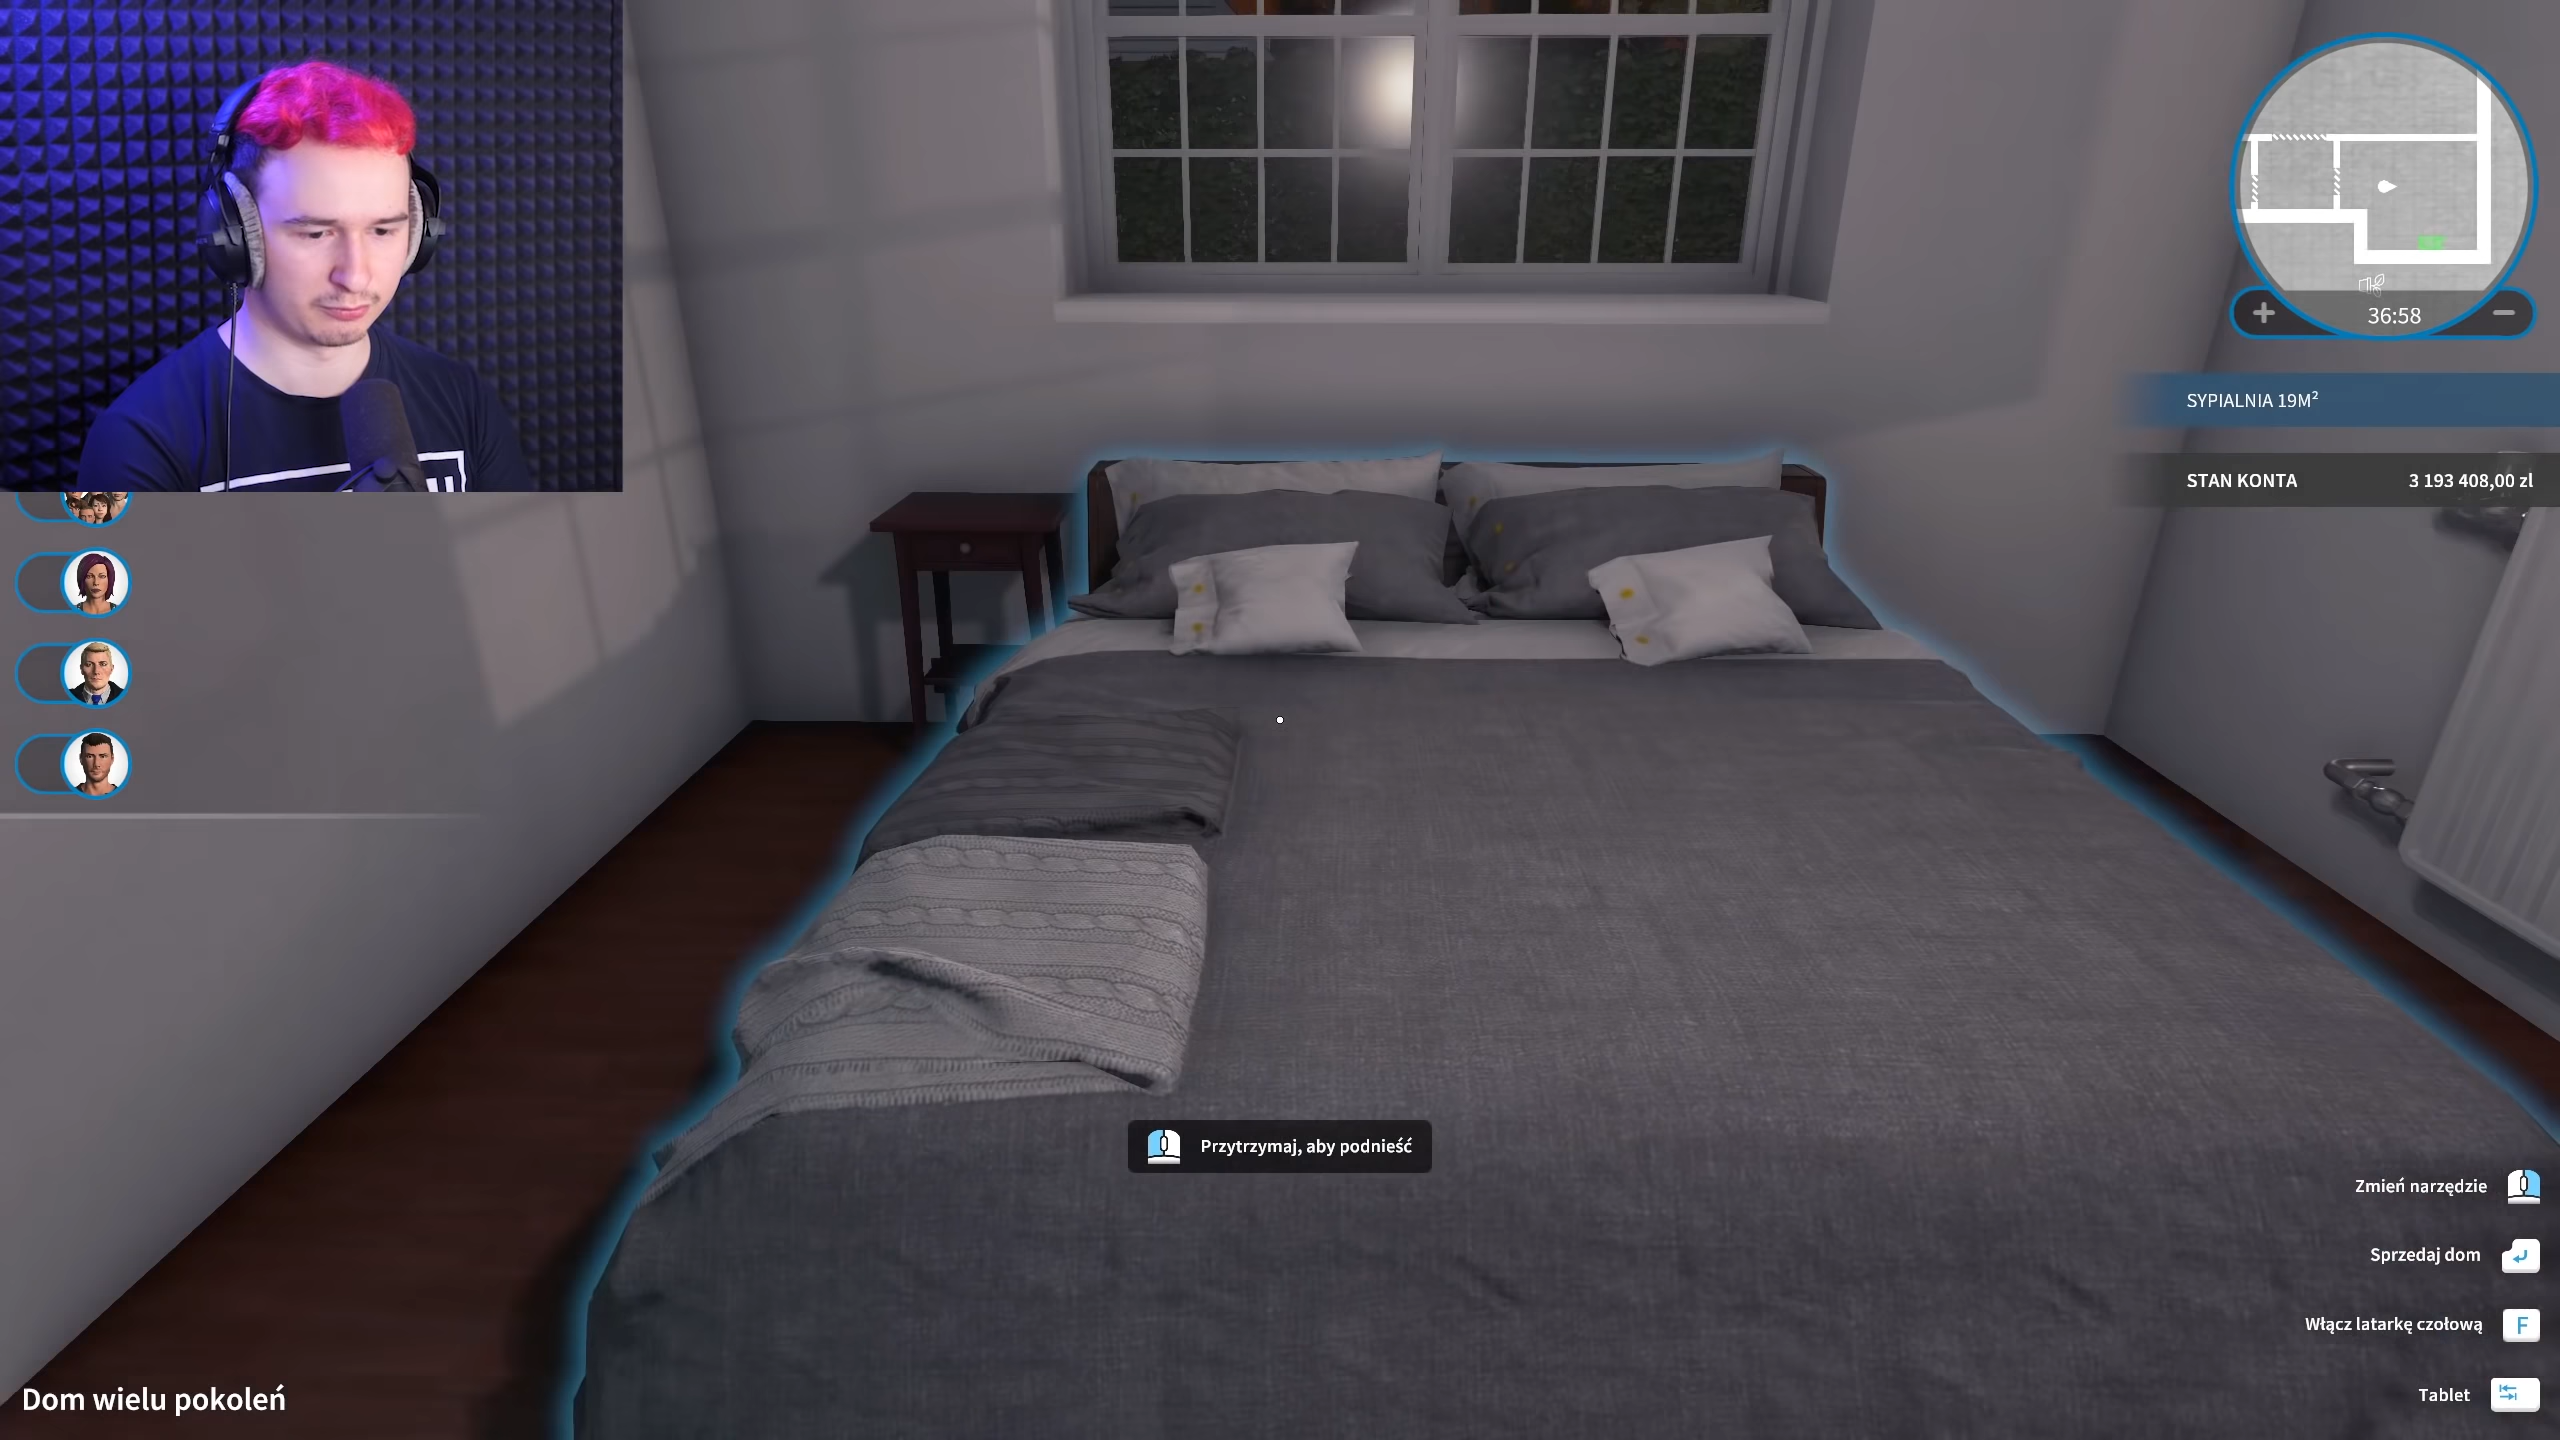 36:58
SYPIALNIA 19M²
STAN KONTA 3 193 408,00 zl
Przytrzymaj, aby podnieść
Zmień narzędzie
Sprzedaj dom
Włącz latarkę czołową F
Tablet
Dom wielu pokoleń